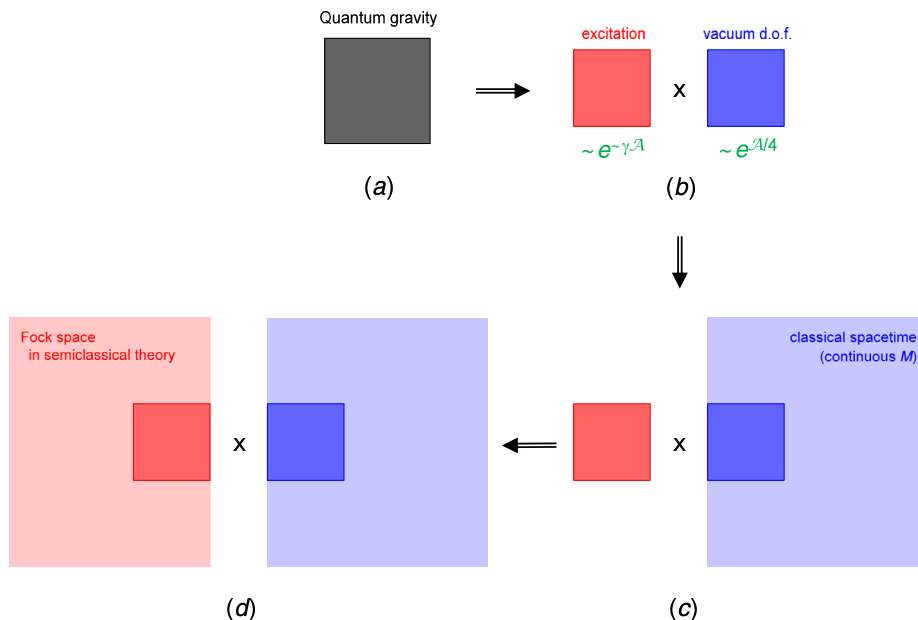 Quantum gravity
excitation
vacuum d.o.f.
x
~ e^{~γ𝒜}
~ e^{𝒜/4}
(a)
(b)
Fock space
in semiclassical theory
classical spacetime
(continuous M)
x
x
(d)
(c)